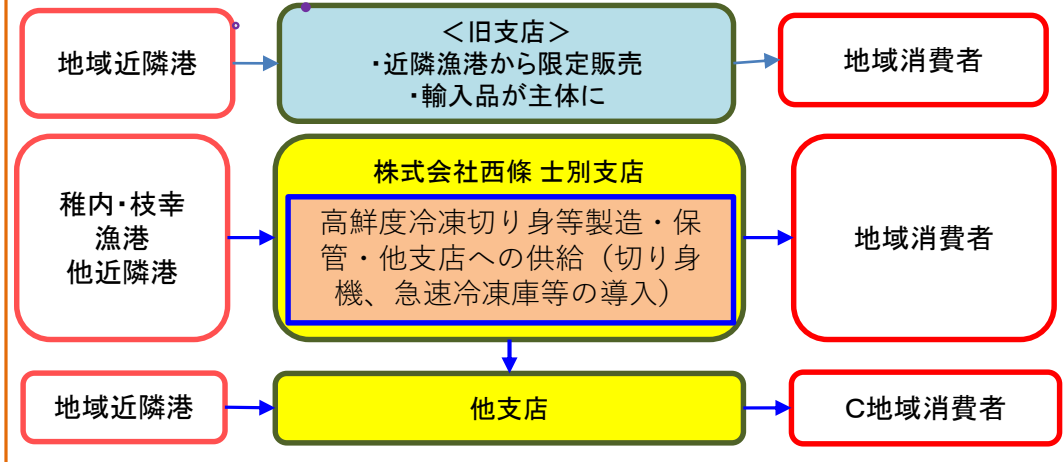 地域近隣港
＜旧支店＞
・近隣漁港から限定販売
・輸入品が主体に
地域消費者
稚内・枝幸
漁港
他近隣港
株式会社西條 士別支店
高鮮度冷凍切り身等製造・保
管・他支店への供給（切り身
機、急速冷凍庫等の導入）
地域消費者
地域近隣港
他支店
C地域消費者